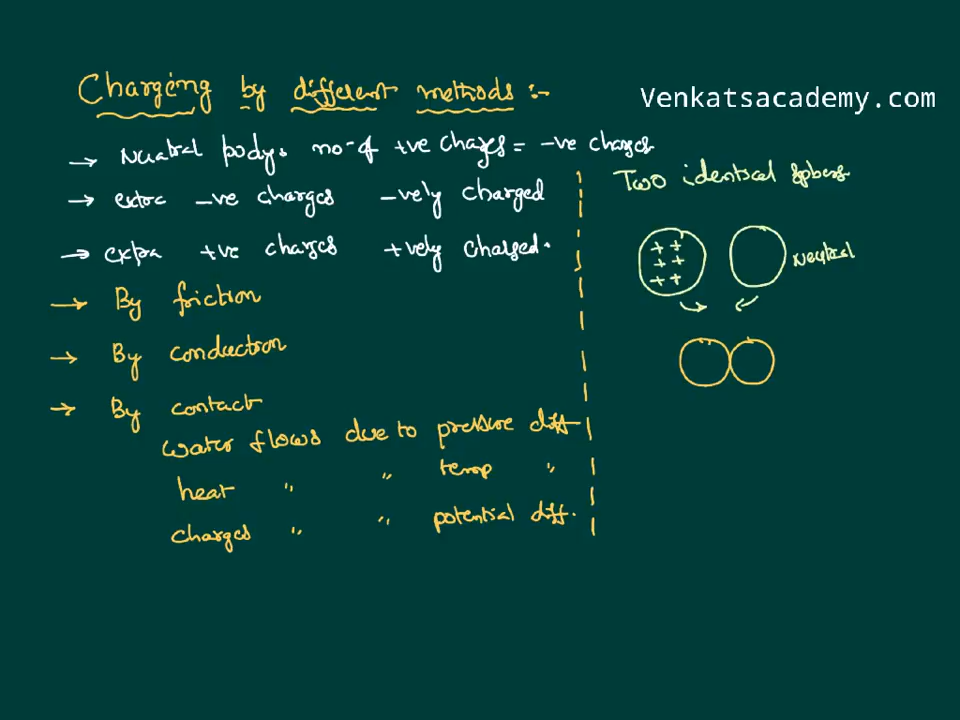 Charging by different methods :-
Venkatsacademy.com
→ Neutral body. no. of +ve charges = -ve charges
→ extra -ve charges -vely charged
→ extra +ve charges +vely charged.
→ By friction
→ By conduction
→ By contact
water flows due to pressure diff
heat " " temp "
charges " " potential diff.
Two identical spheres
+ +
+ +
+ +
Neutral